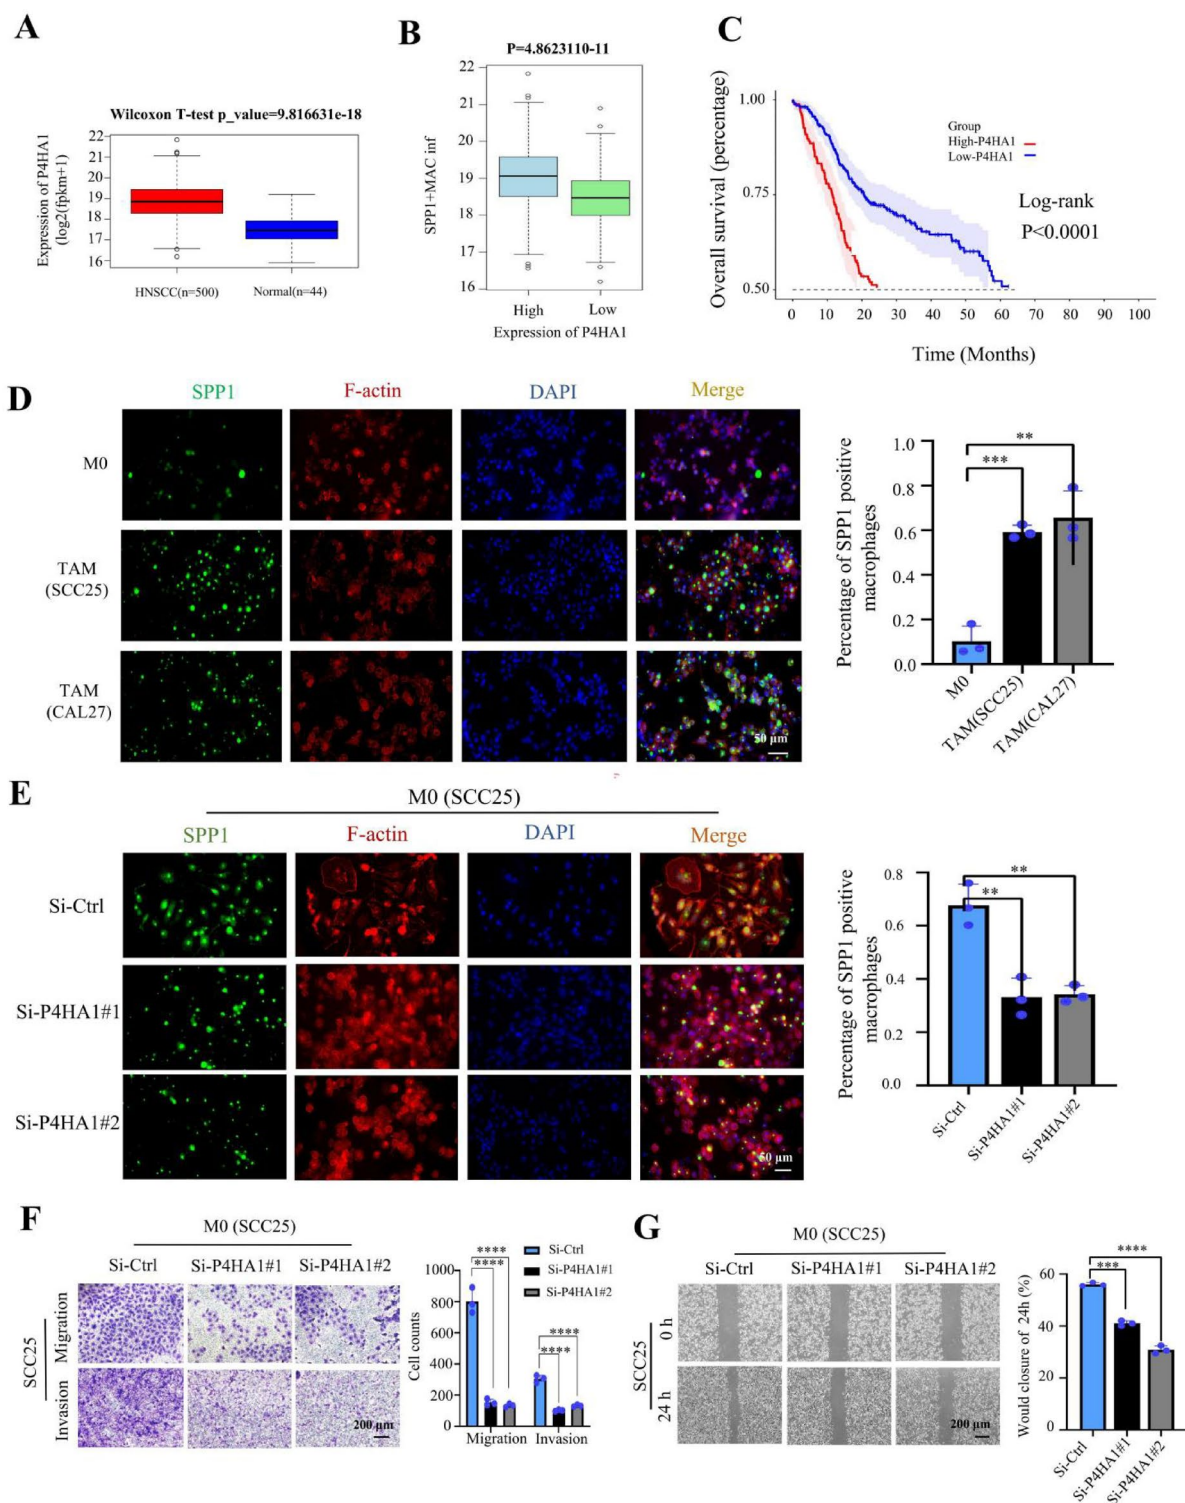 A
Wilcoxon T-test p_value=9.816631e-18
Expression of P4HA1
(log2(fpkm+1)
22
21
20
19
18
17
16
HNSCC(n=500)
Normal(n=44)
B
P=4.8623110-11
SPP1+MAC inf
22
21
20
19
18
17
16
High
Low
Expression of P4HA1
C
Overall survival (percentage)
1.00
0.75
0.50
Group
High-P4HA1
Low-P4HA1
Log-rank
P<0.0001
0 10 20 30 40 50 60 70 80 90 100
Time (Months)
D
SPP1
F-actin
DAPI
Merge
M0
TAM
(SCC25)
TAM
(CAL27)
50 μm
Percentage of SPP1 positive
macrophages
1.0
0.8
0.6
0.4
0.2
0.0
**
***
M0
TAM(SCC25)
TAM(CAL27)
E
M0 (SCC25)
SPP1
F-actin
DAPI
Merge
Si-Ctrl
Si-P4HA1#1
Si-P4HA1#2
50 μm
Percentage of SPP1 positive
macrophages
0.8
0.6
0.4
0.2
0.0
**
**
Si-Ctrl
Si-P4HA1#1
Si-P4HA1#2
F
M0 (SCC25)
Si-Ctrl
Si-P4HA1#1
Si-P4HA1#2
SCC25
Migration
Invasion
200 μm
Cell counts
1000
800
600
400
200
0
****
****
****
****
Migration
Invasion
Si-Ctrl
Si-P4HA1#1
Si-P4HA1#2
G
M0 (SCC25)
Si-Ctrl
Si-P4HA1#1
Si-P4HA1#2
SCC25
0 h
24 h
200 μm
Would closure of 24h (%)
60
40
20
0
****
***
Si-Ctrl
Si-P4HA1#1
Si-P4HA1#2